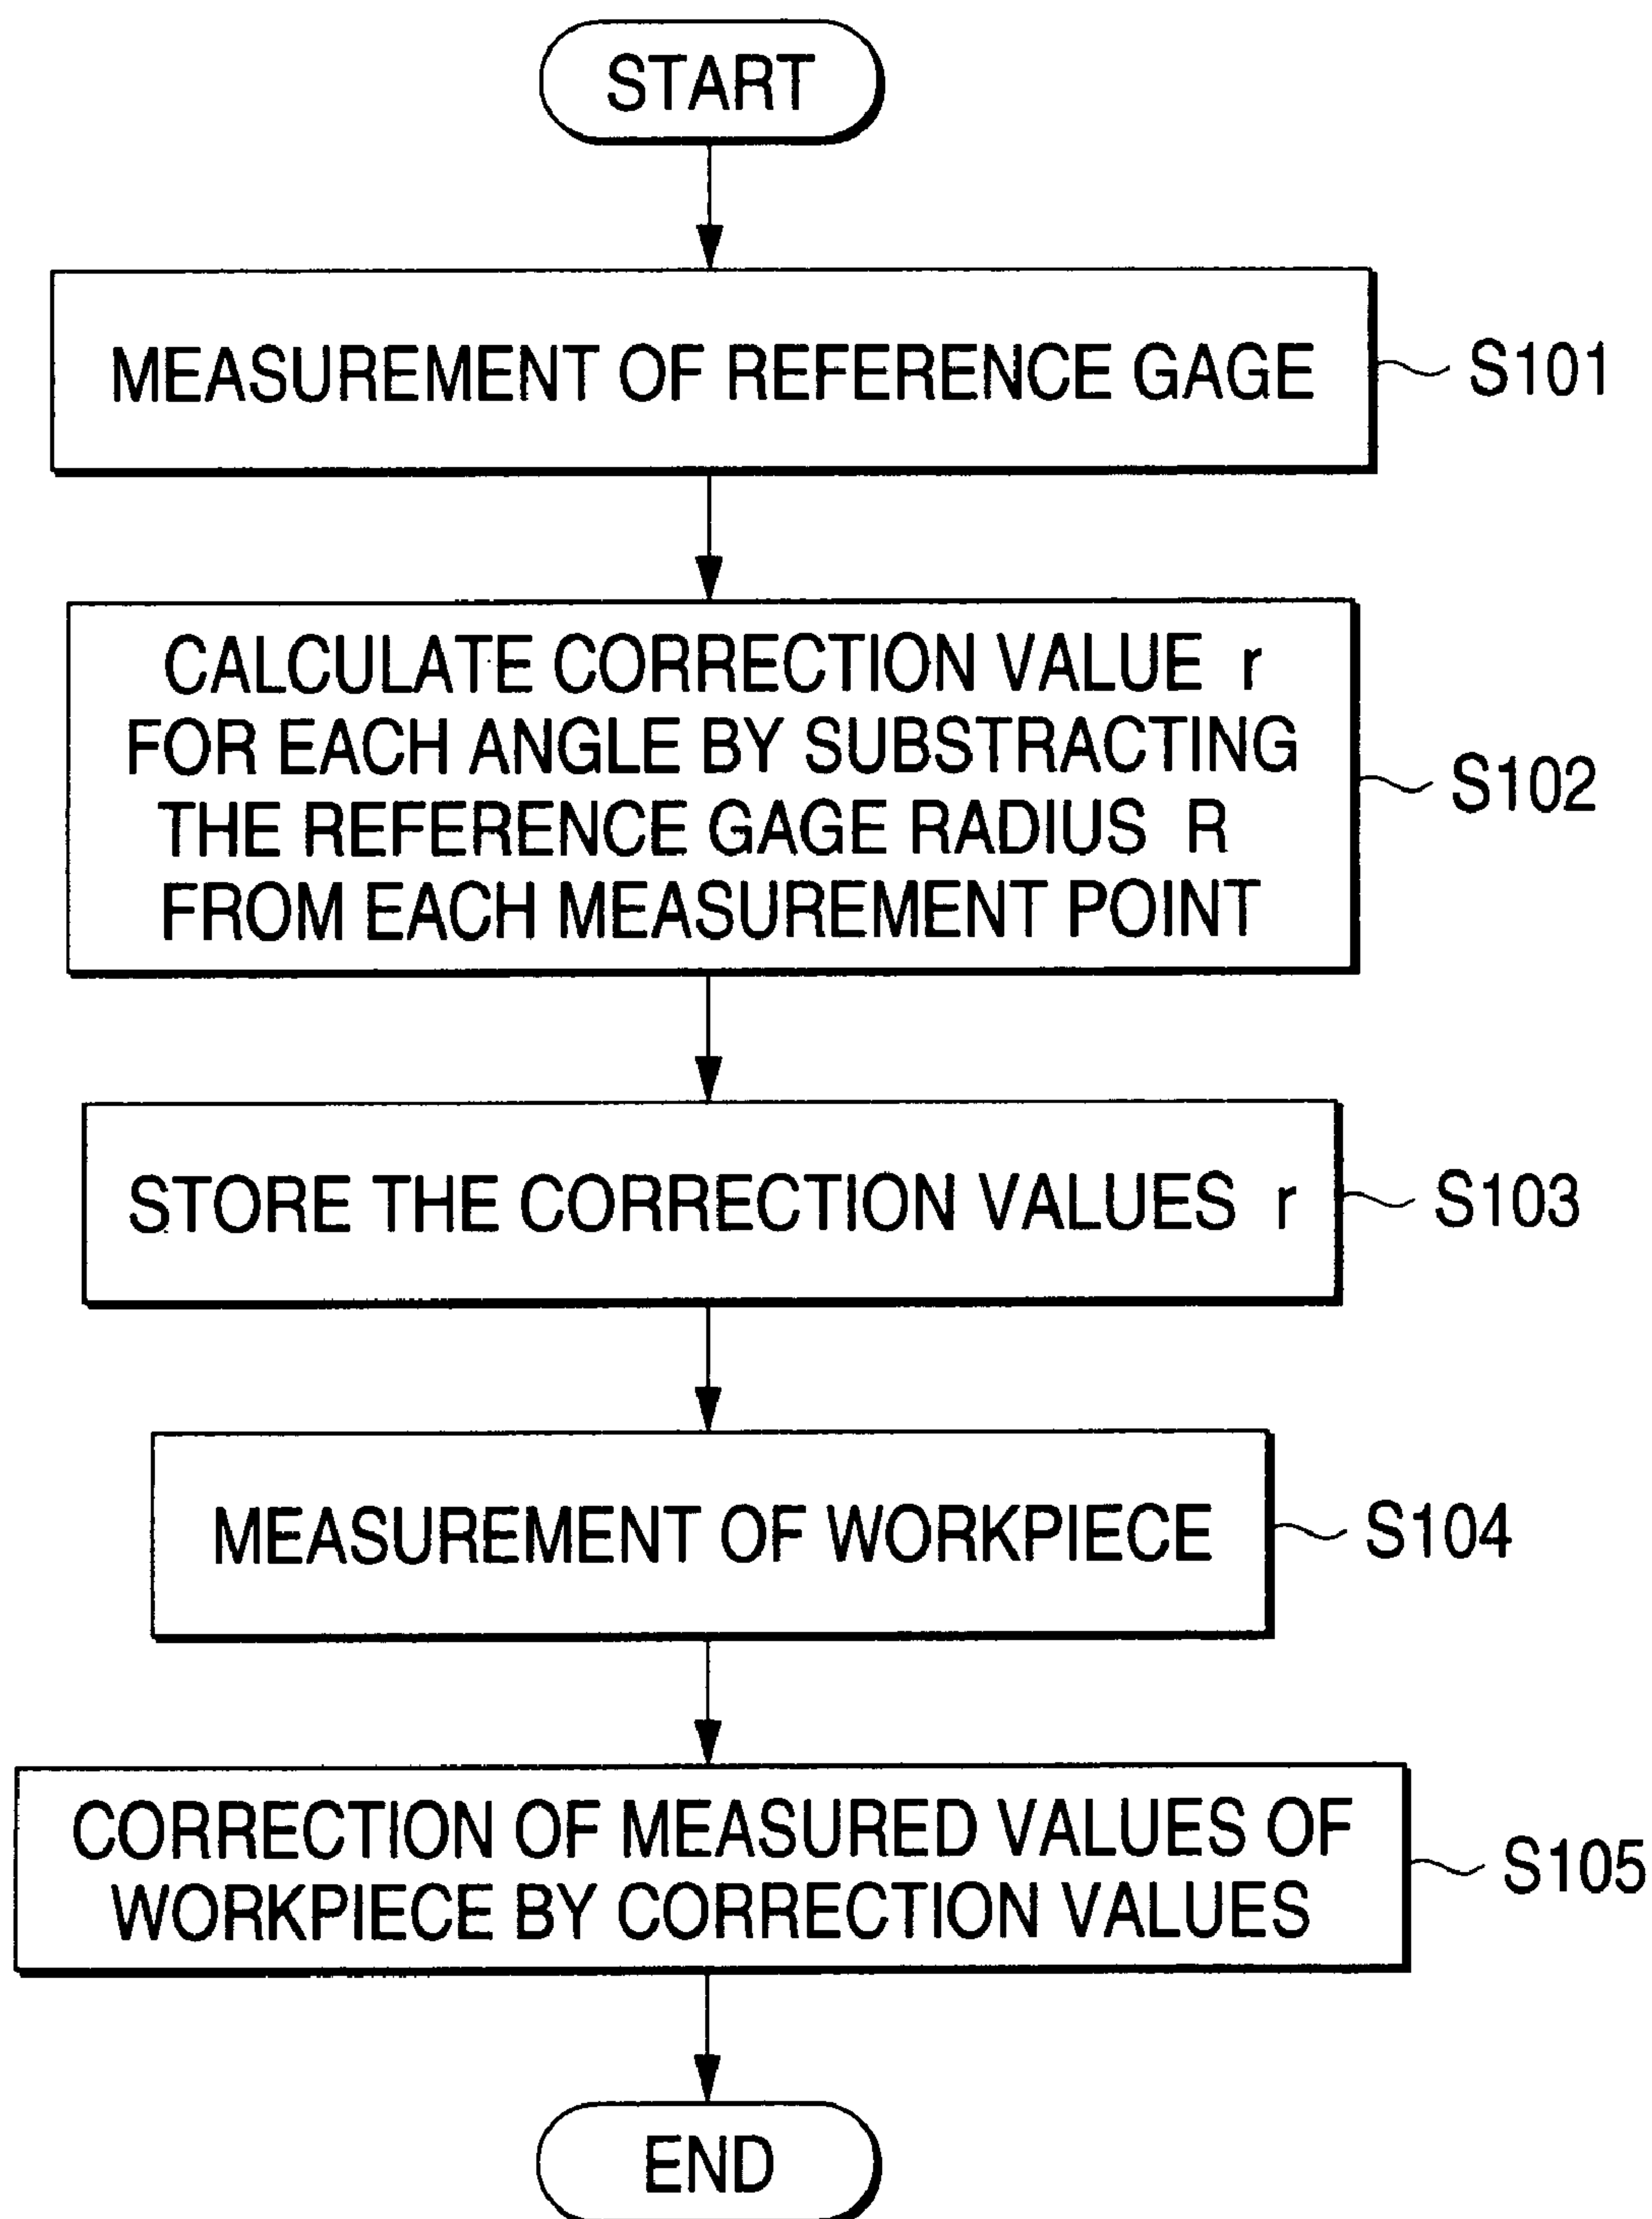 START
MEASUREMENT OF REFERENCE GAGE
S101
CALCULATE CORRECTION VALUE r
FOR EACH ANGLE BY SUBSTRACTING
THE REFERENCE GAGE RADIUS R
FROM EACH MEASUREMENT POINT
S102
STORE THE CORRECTION VALUES r
S103
MEASUREMENT OF WORKPIECE
S104
CORRECTION OF MEASURED VALUES OF
WORKPIECE BY CORRECTION VALUES
S105
END